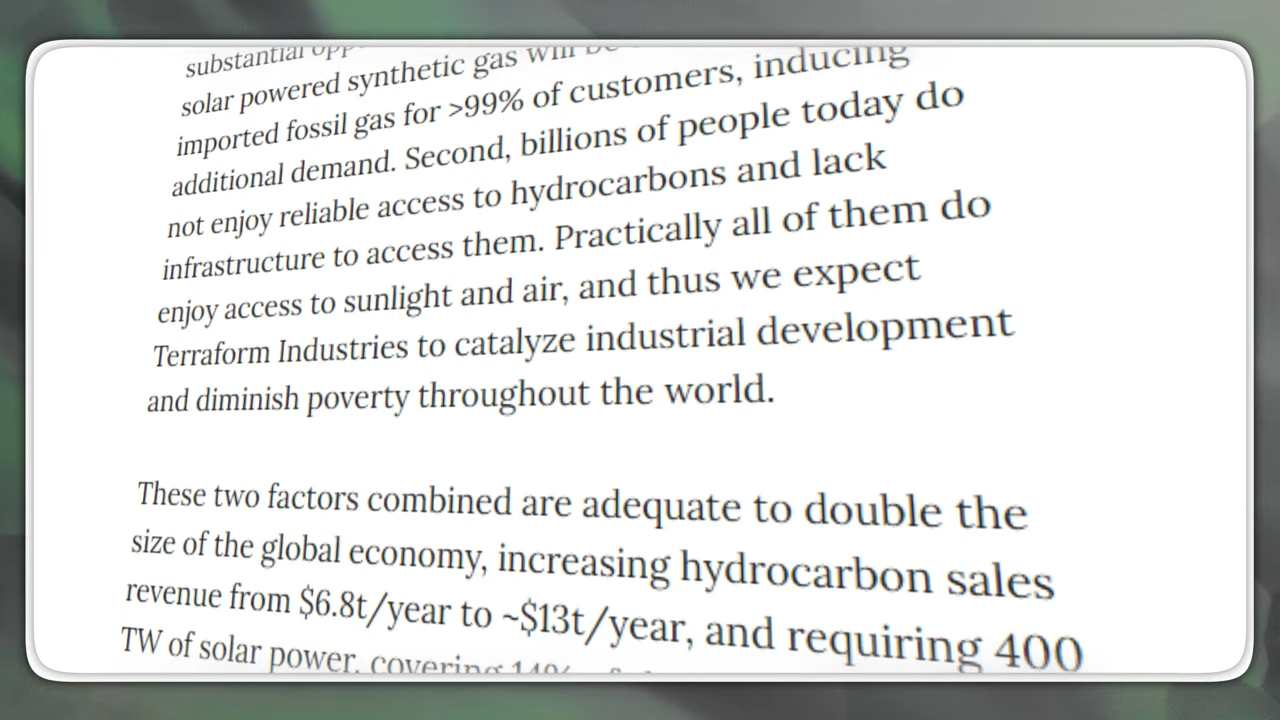 substantial
solar powered synthetic gas will be
imported fossil gas for >99% of customers, inducing
additional demand. Second, billions of people today do
not enjoy reliable access to hydrocarbons and lack
infrastructure to access them. Practically all of them do
enjoy access to sunlight and air, and thus we expect
Terraform Industries to catalyze industrial development
and diminish poverty throughout the world.
These two factors combined are adequate to double the
size of the global economy, increasing hydrocarbon sales
revenue from $6.8t/year to ~$13t/year, and requiring 400
TW of solar power, covering